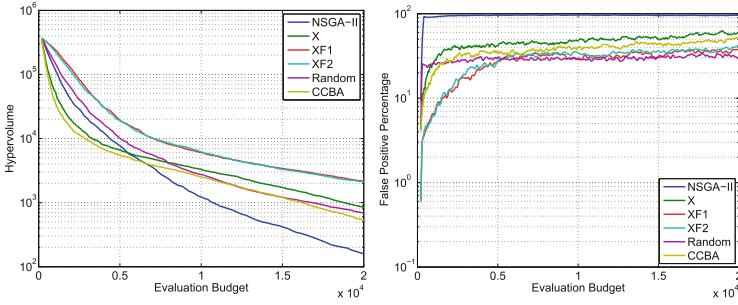 10^6
10^5
10^4
10^3
10^2
Hypervolume
NSGA-II
X
XF1
XF2
Random
CCBA
0 0.5 1 1.5 2
Evaluation Budget
x 10^4
10^2
10^1
10^0
10^-1
False Positive Percentage
NSGA-II
X
XF1
XF2
Random
CCBA
0 0.5 1 1.5 2
Evaluation Budget
x 10^4